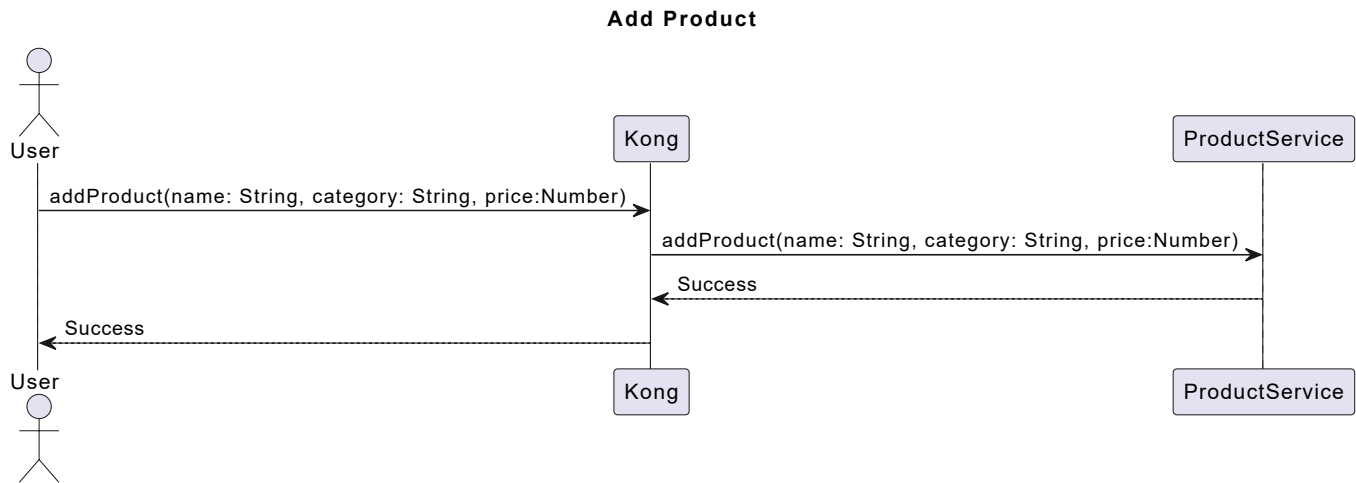 Add Product
User
Kong
ProductService
addProduct(name: String, category: String, price:Number)
addProduct(name: String, category: String, price:Number)
Success
Success
User
Kong
ProductService